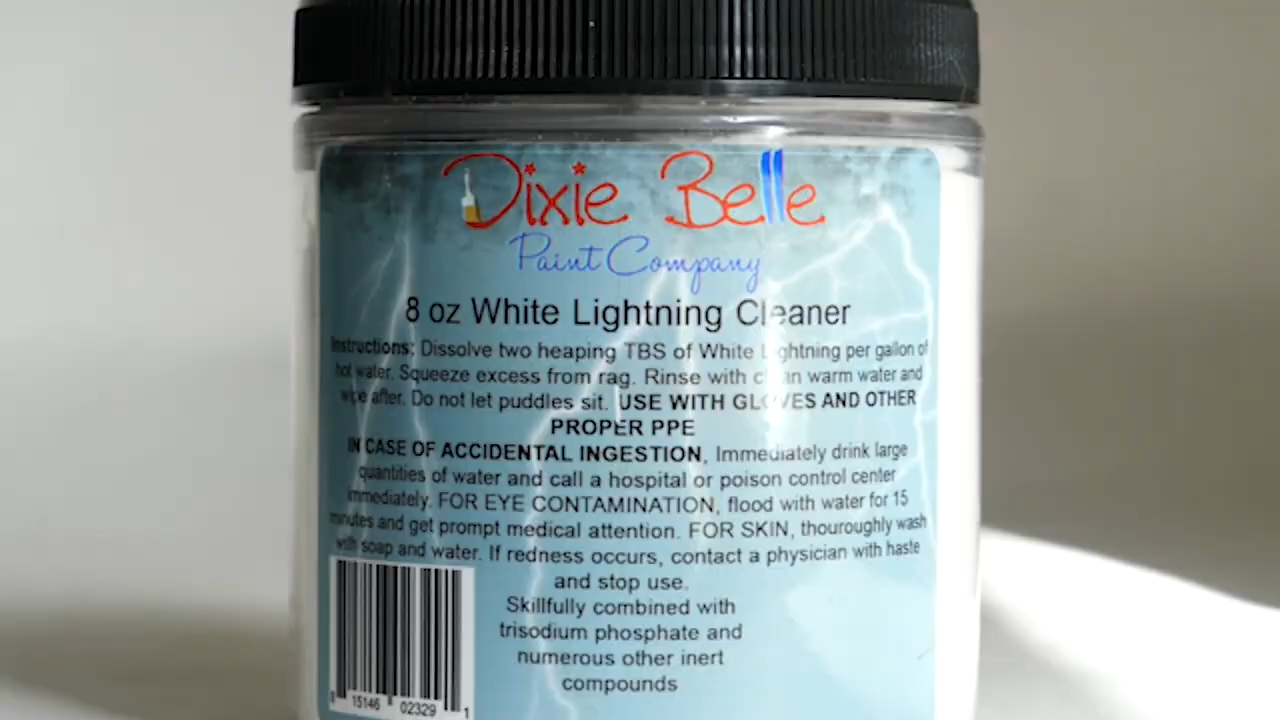 Dixie Belle
Paint Company
8 oz White Lightning Cleaner
Instructions: Dissolve two heaping TBS of White Lightning per gallon of
hot water. Squeeze excess from rag. Rinse with clean warm water and
wipe after. Do not let puddles sit. USE WITH GLOVES AND OTHER
PROPER PPE
IN CASE OF ACCIDENTAL INGESTION, Immediately drink large
quantities of water and call a hospital or poison control center
immediately. FOR EYE CONTAMINATION, flood with water for 15
minutes and get prompt medical attention. FOR SKIN, thouroughly wash
with soap and water. If redness occurs, contact a physician with haste
and stop use.
Skillfully combined with
trisodium phosphate and
numerous other inert
compounds
8 15146 02329 1